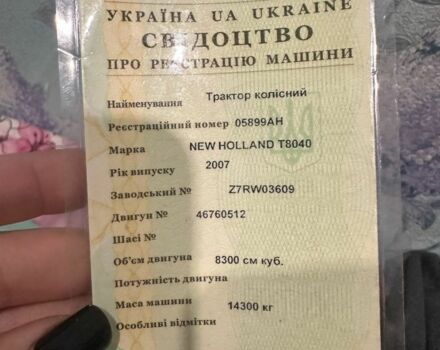 УКРАЇНА UA UKRAINE
СВІДОЦТВО
ПРО РЕЄСТРАЦІЮ МАШИНИ
Найменування Трактор колісний
Реєстраційний номер 05899АН
Марка NEW HOLLAND T8040
Рік випуску 2007
Заводський № Z7RW03609
Двигун № 46760512
Шасі №
Об'єм двигуна 8300 см куб.
Потужність двигуна
Маса машини 14300 кг
Особливі відмітки